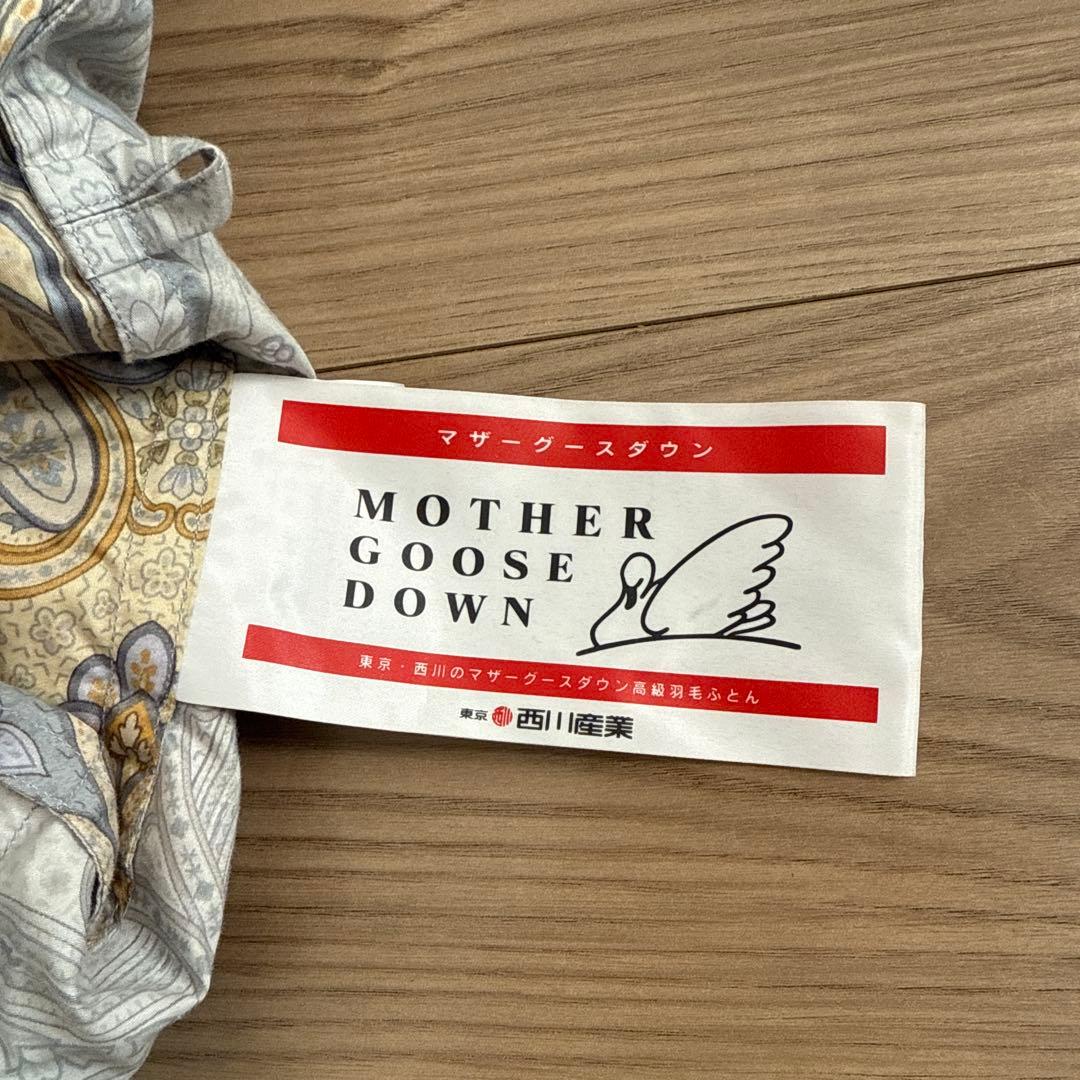 マザーグースダウン
MOTHER
GOOSE
DOWN
東京・西川のマザーグースダウン高級羽毛ふとん
東京 西川 西川産業